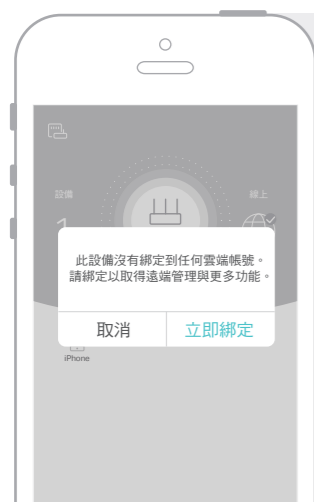 設備
線上
1
此設備沒有綁定到任何雲端帳號。
請綁定以取得遠端管理與更多功能。
取消
立即綁定
iPhone